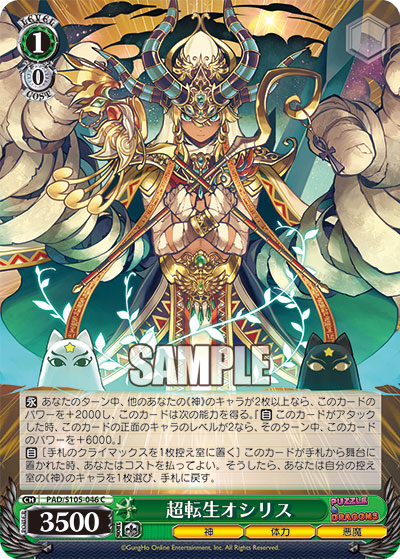 LEVEL
1
0
COST
SAMPLE
永 あなたのターン中、他のあなたの《神》のキャラが2枚以上なら、このカードの
パワーを+2000し、このカードは次の能力を得る。『自 このカードがアタック
した時、このカードの正面のキャラのレベルが2なら、そのターン中、このカード
のパワーを+6000。』
自 [手札のクライマックスを1枚控え室に置く] このカードが手札から舞台に
置かれた時、あなたはコストを払ってよい。そうしたら、あなたは自分の控え
室の《神》のキャラを1枚選び、手札に戻す。
CH PAD/S105-046 C
POWER
3500
超転生オシリス
PUZZLE & DRAGONS
神 体力 悪魔
©GungHo Online Entertainment, Inc. All Rights Reserved.